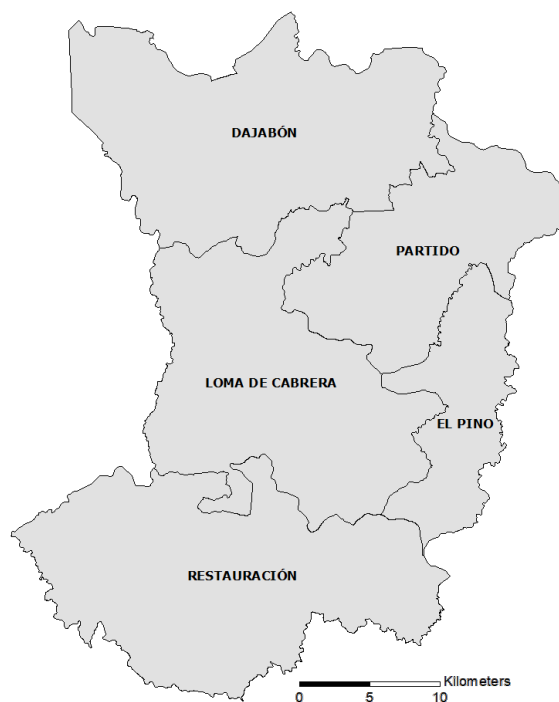 DAJABÓN
PARTIDO
LOMA DE CABRERA
EL PINO
RESTAURACIÓN
Kilometers
0 5 10